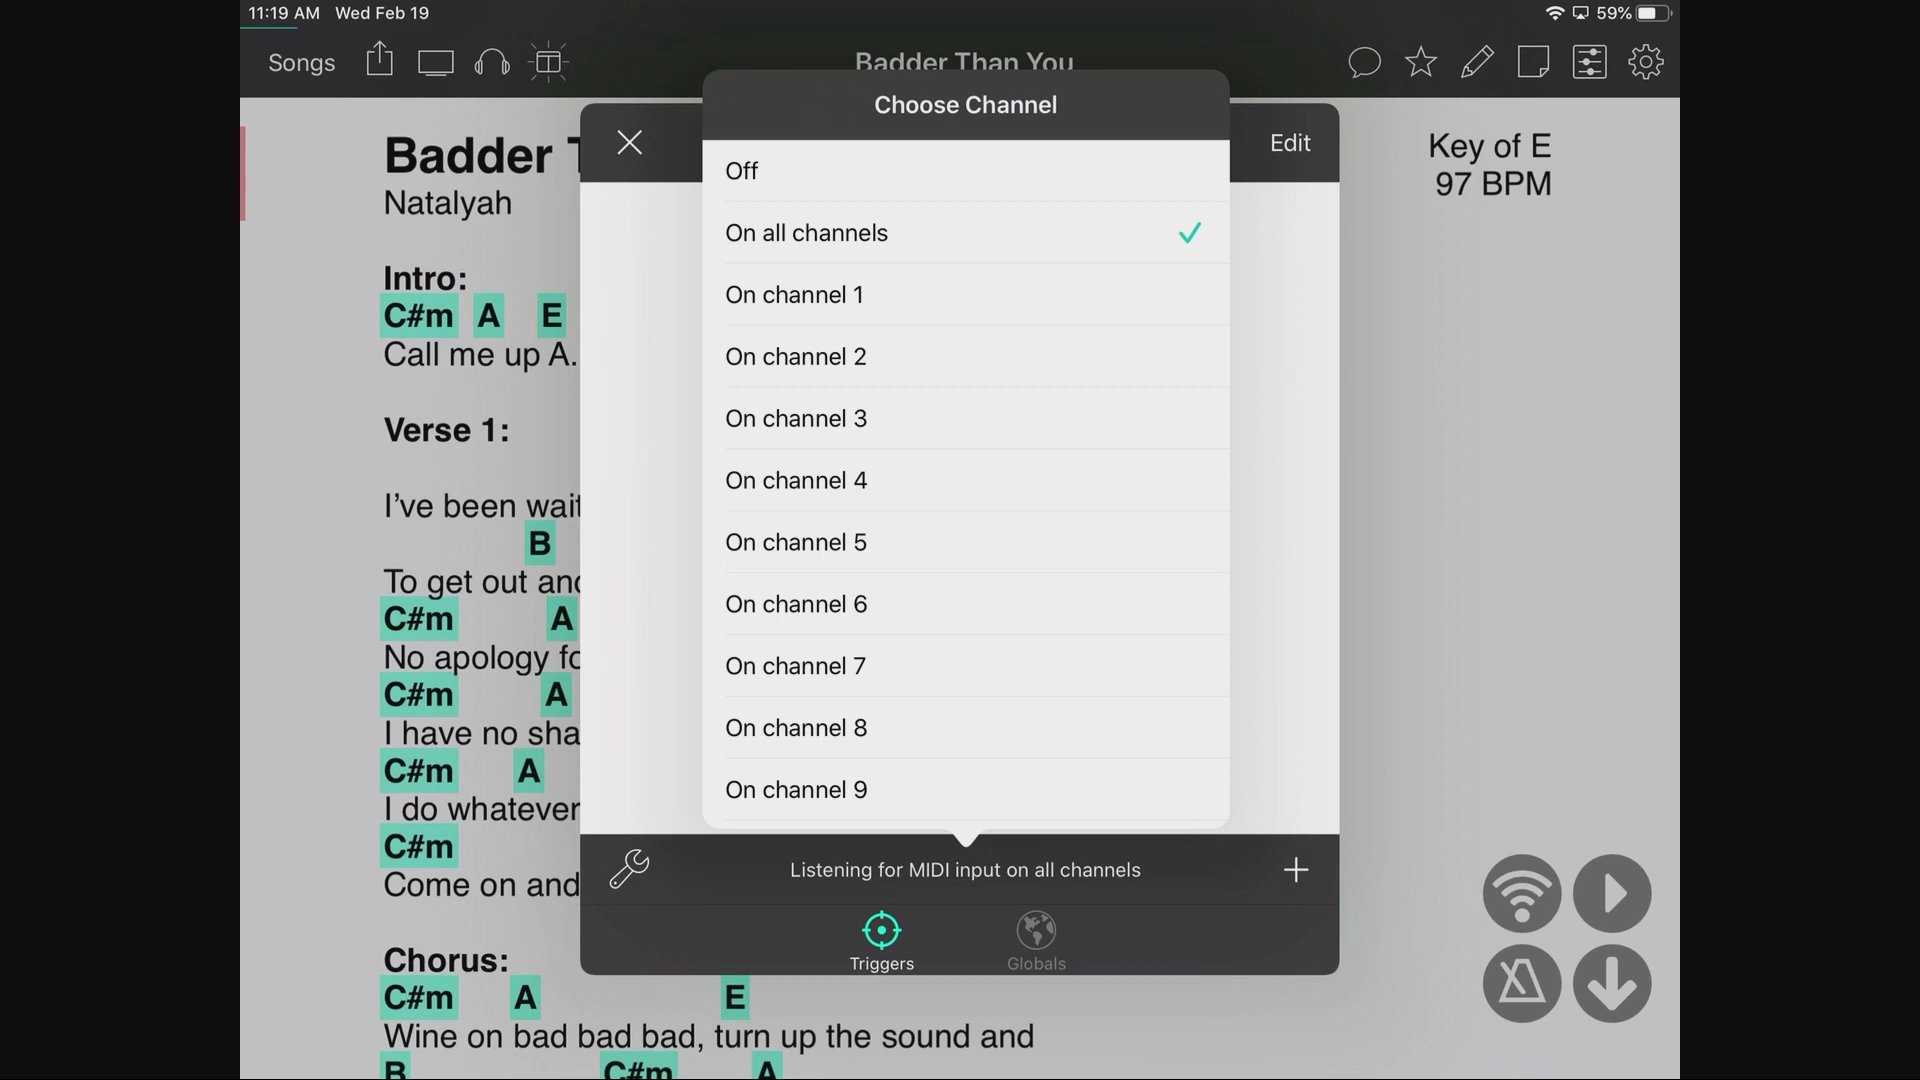 11:19 AM Wed Feb 19
59%
Songs
Badder Than You
Choose Channel
Edit
Off
On all channels
On channel 1
On channel 2
On channel 3
On channel 4
On channel 5
On channel 6
On channel 7
On channel 8
On channel 9
Listening for MIDI input on all channels
Triggers
Globals
Badder
Natalyah
Key of E
97 BPM
Intro:
C#m A E
Call me up A.
Verse 1:
I’ve been wait
B
To get out and
C#m A
No apology fo
C#m A
I have no sha
C#m A
I do whatever
C#m
Come on and
Chorus:
C#m A E
Wine on bad bad bad, turn up the sound and
B C#m A